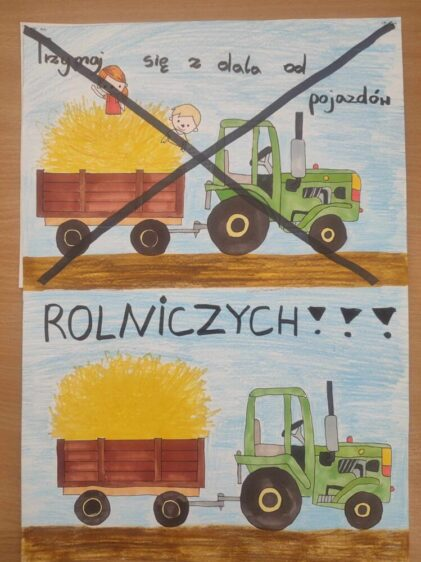 Trzymaj się z dala od
pojazdów
ROLNICZYCH!!!